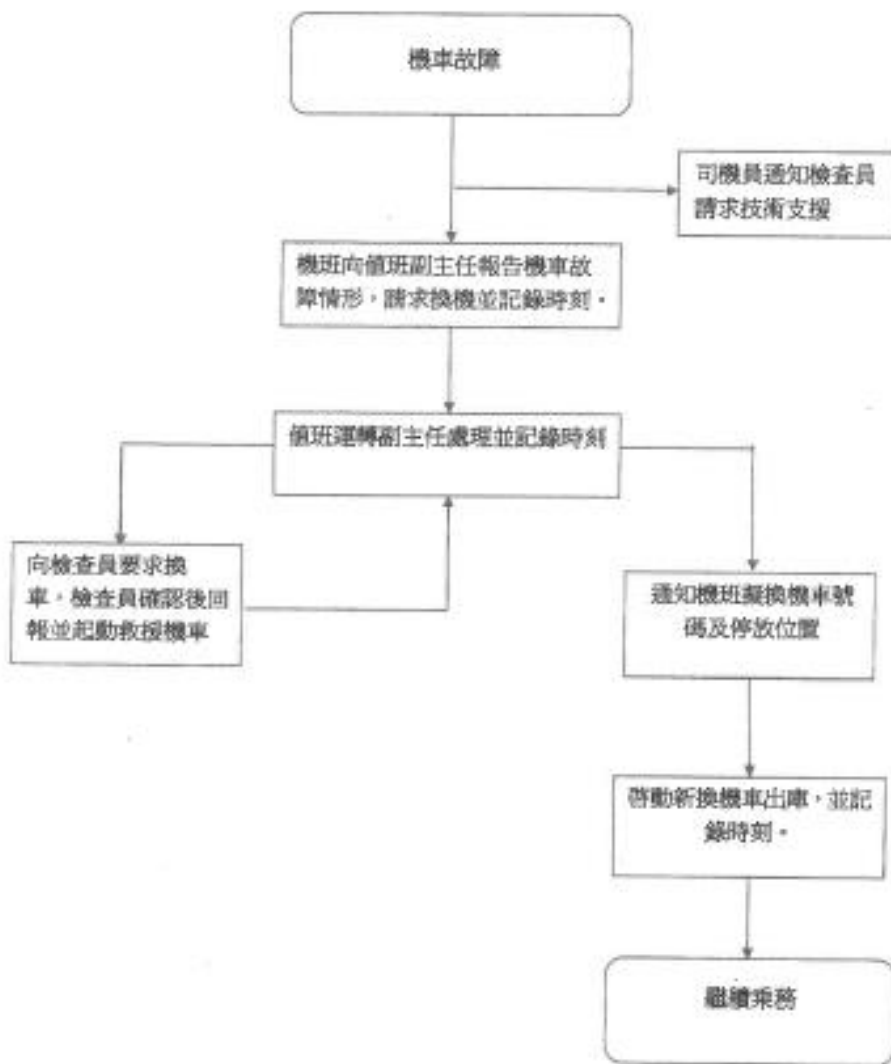 機車故障
司機員通知檢查員
請求技術支援
機班向值班副主任報告機車故
障情形，請求換機並記錄時刻。
值班運轉副主任處理並記錄時刻
向檢查員要求換
車，檢查員確認後回
報並起動救援機車
通知機班擬換機車號
碼及停放位置
啓動新換機車出庫，並記
錄時刻。
繼續乘務